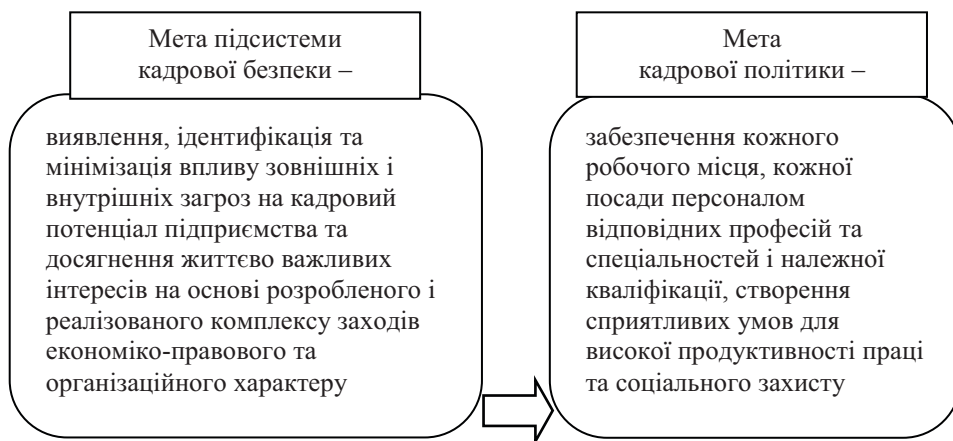 Мета підсистеми
кадрової безпеки –
виявлення, ідентифікація та
мінімізація впливу зовнішніх і
внутрішніх загроз на кадровий
потенціал підприємства та
досягнення життєво важливих
інтересів на основі розробленого і
реалізованого комплексу заходів
економіко-правового та
організаційного характеру
Мета
кадрової політики –
забезпечення кожного
робочого місця, кожної
посади персоналом
відповідних професій та
спеціальностей і належної
кваліфікації, створення
сприятливих умов для
високої продуктивності праці
та соціального захисту